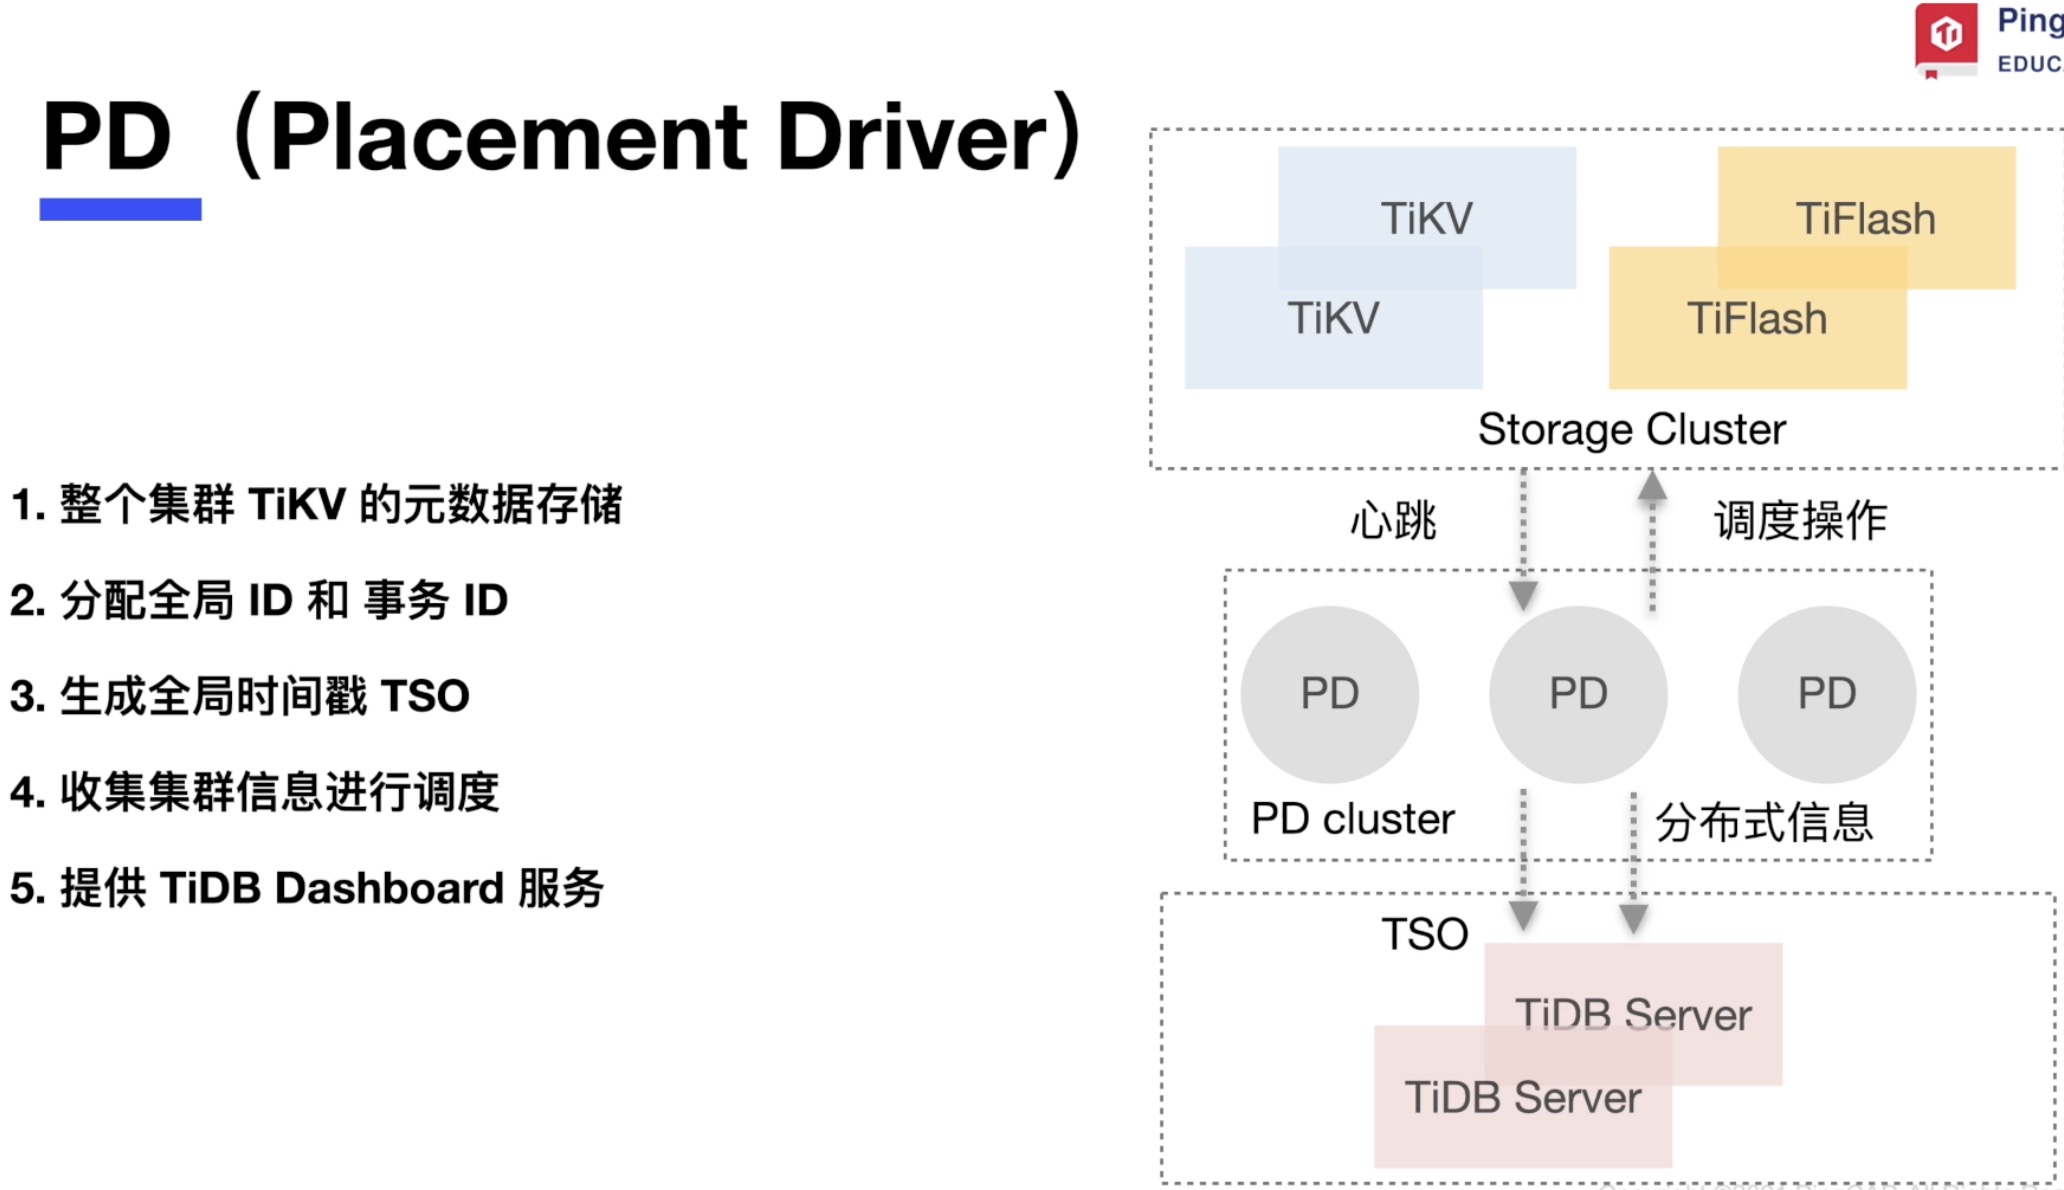 Ping
EDUC
PD（Placement Driver）
1. 整个集群 TiKV 的元数据存储
2. 分配全局 ID 和 事务 ID
3. 生成全局时间戳 TSO
4. 收集集群信息进行调度
5. 提供 TiDB Dashboard 服务
TiKV
TiFlash
TiKV
TiFlash
Storage Cluster
心跳
调度操作
PD
PD
PD
PD cluster
分布式信息
TSO
TiDB Server
TiDB Server